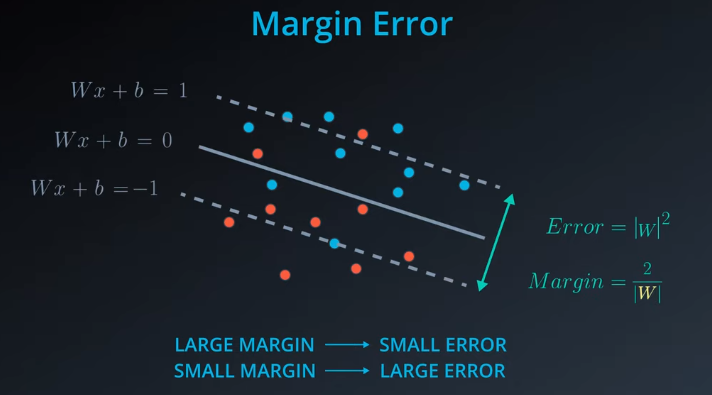 Margin Error
Wx + b = 1
Wx + b = 0
Wx + b =-1
Error = |W|²
Margin = 2/|W|
LARGE MARGIN → SMALL ERROR
SMALL MARGIN → LARGE ERROR